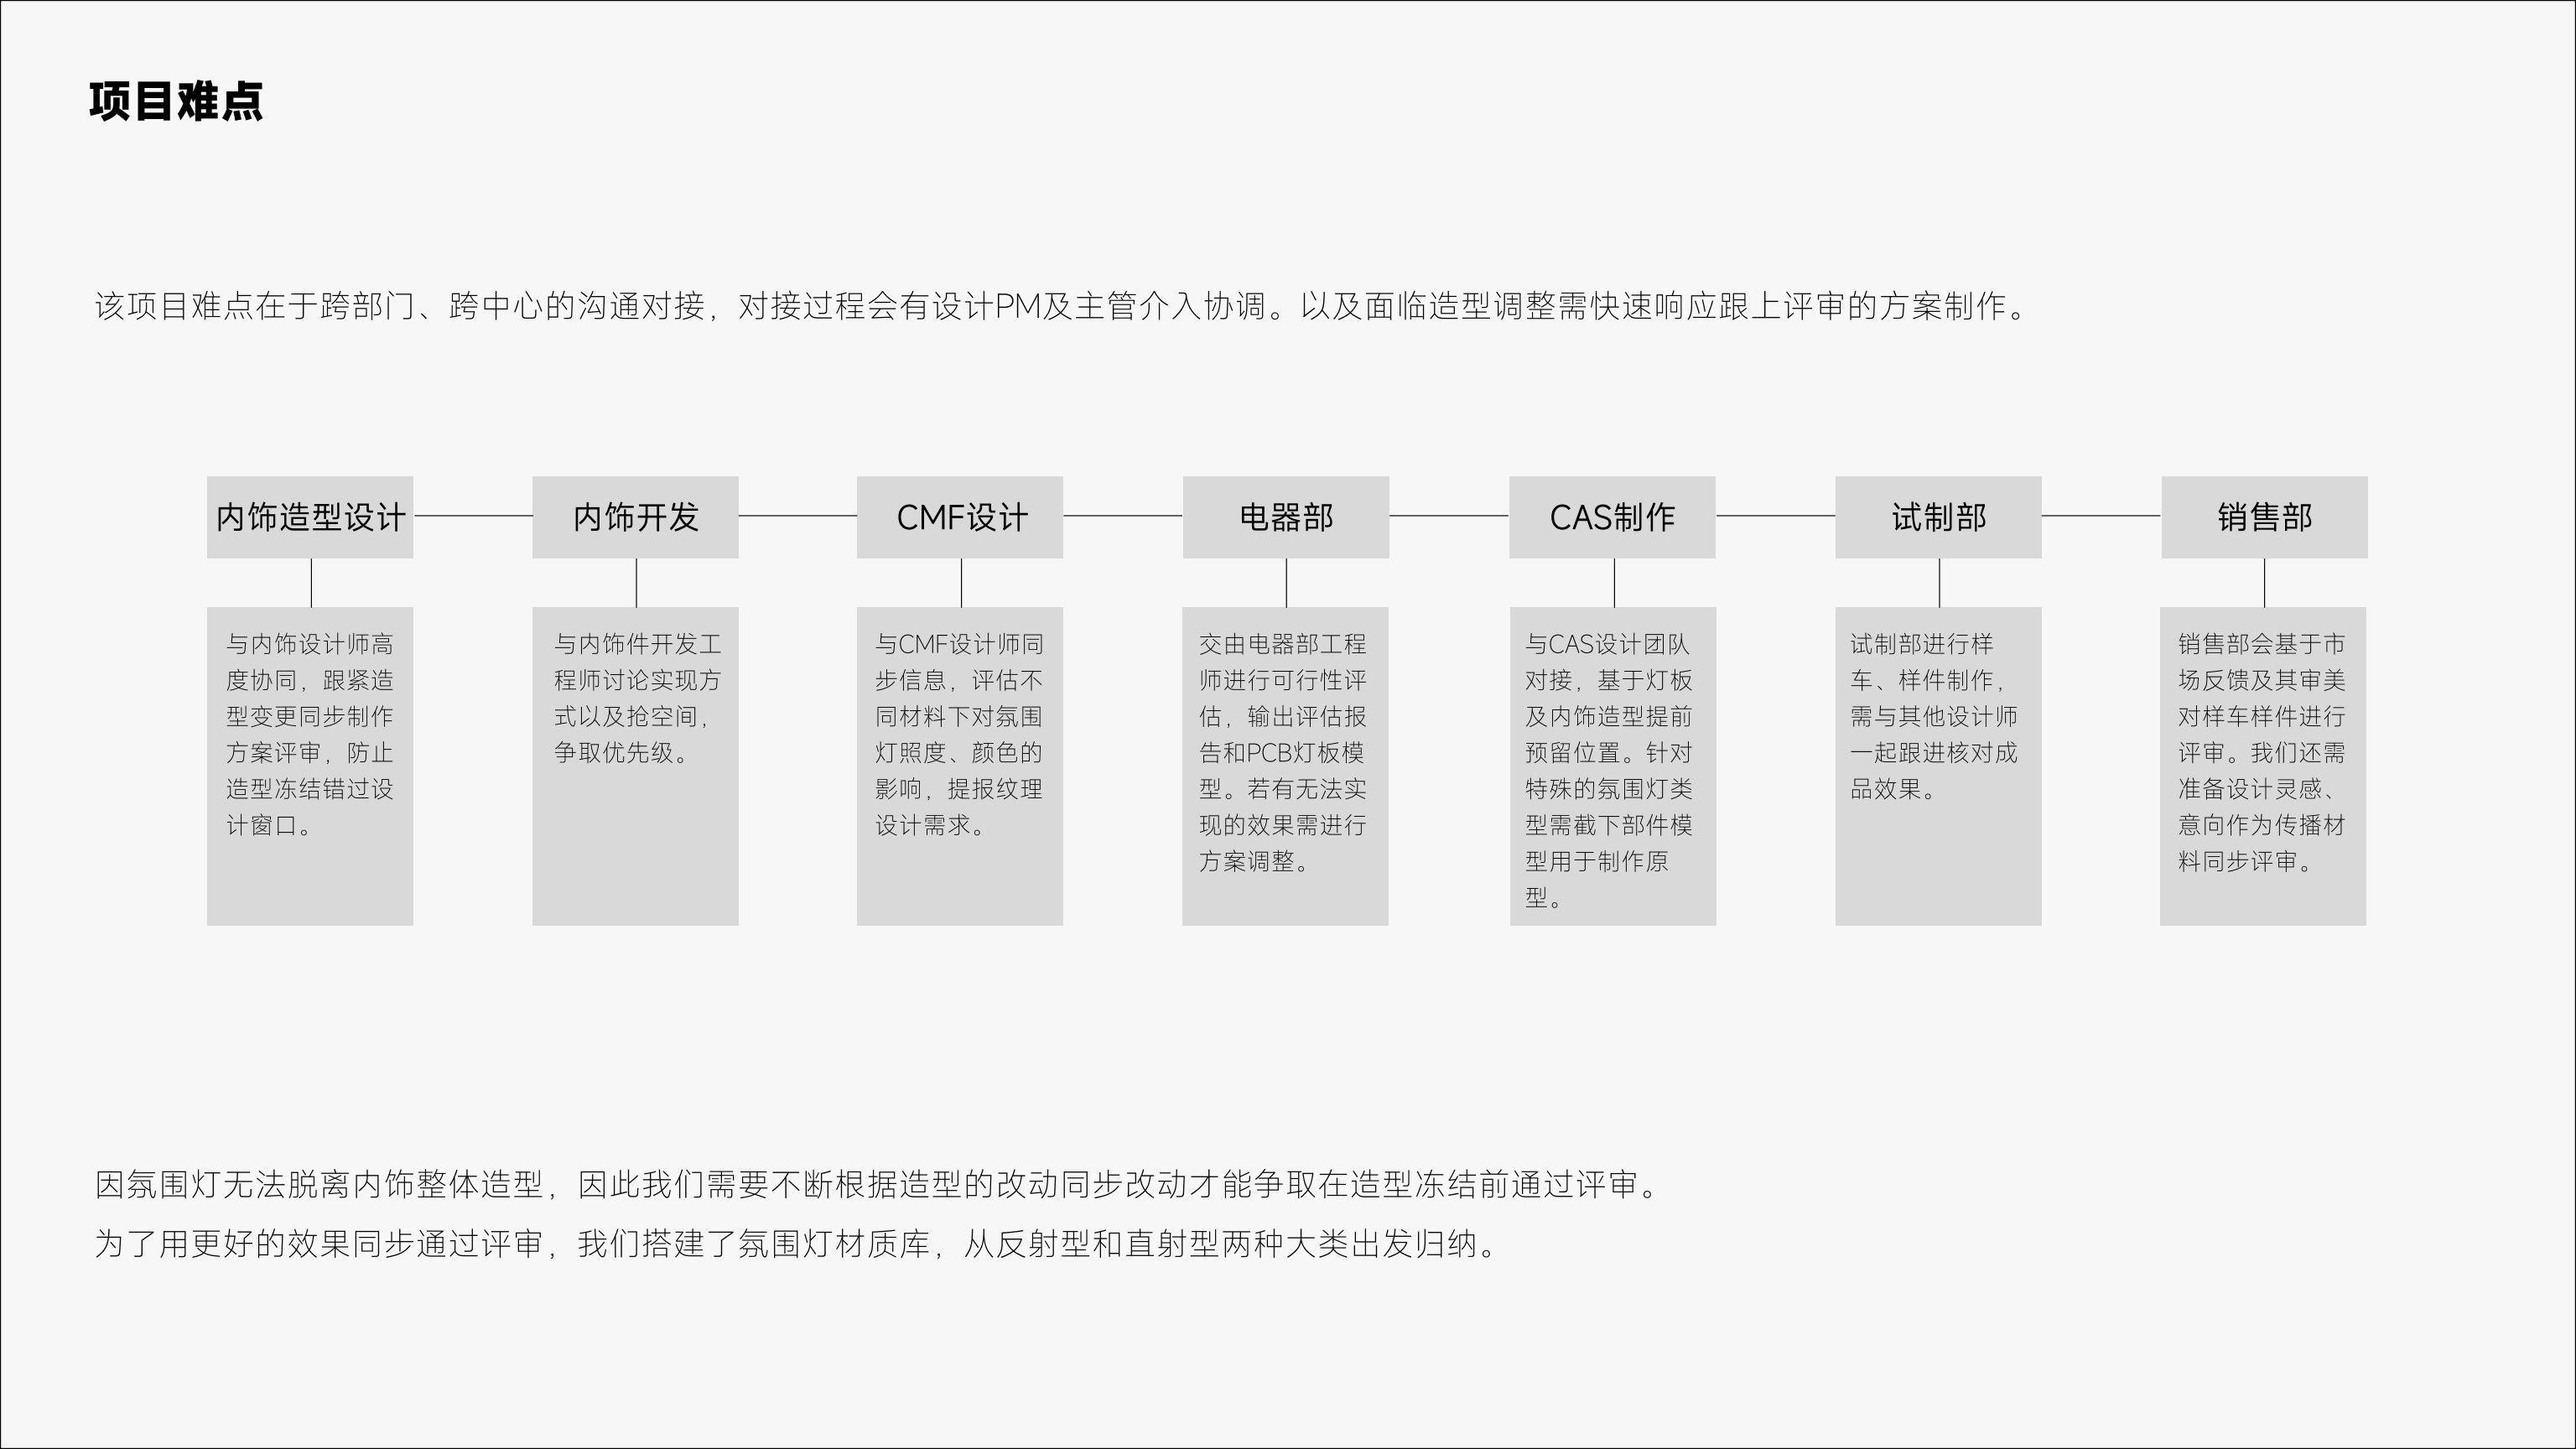 项目难点
该项目难点在于跨部门、跨中心的沟通对接，对接过程会有设计PM及主管介入协调。以及面临造型调整需快速响应跟上评审的方案制作。
内饰造型设计
内饰开发
CMF设计
电器部
CAS制作
试制部
销售部
与内饰设计师高
度协同，跟紧造
型变更同步制作
方案评审，防止
造型冻结错过设
计窗口。
与内饰件开发工
程师讨论实现方
式以及抢空间，
争取优先级。
与CMF设计师同
步信息，评估不
同材料下对氛围
灯照度、颜色的
影响，提报纹理
设计需求。
交由电器部工程
师进行可行性评
估，输出评估报
告和PCB灯板模
型。若有无法实
现的效果需进行
方案调整。
与CAS设计团队
对接，基于灯板
及内饰造型提前
预留位置。针对
特殊的氛围灯类
型需截下部件模
型用于制作原
型。
试制部进行样
车、样件制作，
需与其他设计师
一起跟进核对成
品效果。
销售部会基于市
场反馈及其审美
对样车样件进行
评审。我们还需
准备设计灵感、
意向作为传播材
料同步评审。
因氛围灯无法脱离内饰整体造型，因此我们需要不断根据造型的改动同步改动才能争取在造型冻结前通过评审。
为了用更好的效果同步通过评审，我们搭建了氛围灯材质库，从反射型和直射型两种大类出发归纳。